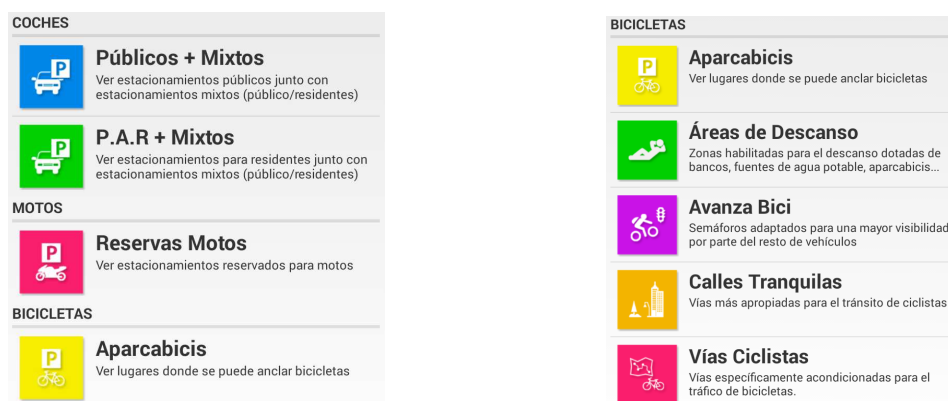 COCHES
P
Públicos + Mixtos
Ver estacionamientos públicos junto con
estacionamientos mixtos (público/residentes)
P
P.A.R + Mixtos
Ver estacionamientos para residentes junto con
estacionamientos mixtos (público/residentes)
MOTOS
P
Reservas Motos
Ver estacionamientos reservados para motos
BICICLETAS
P
Aparcabicis
Ver lugares donde se puede anclar bicicletas
BICICLETAS
P
Aparcabicis
Ver lugares donde se puede anclar bicicletas
Áreas de Descanso
Zonas habilitadas para el descanso dotadas de
bancos, fuentes de agua potable, aparcabicis...
Avanza Bici
Semáforos adaptados para una mayor visibilidad
por parte del resto de vehículos
Calles Tranquilas
Vías más apropiadas para el tránsito de ciclistas
Vías Ciclistas
Vías específicamente acondicionadas para el
tráfico de bicicletas.